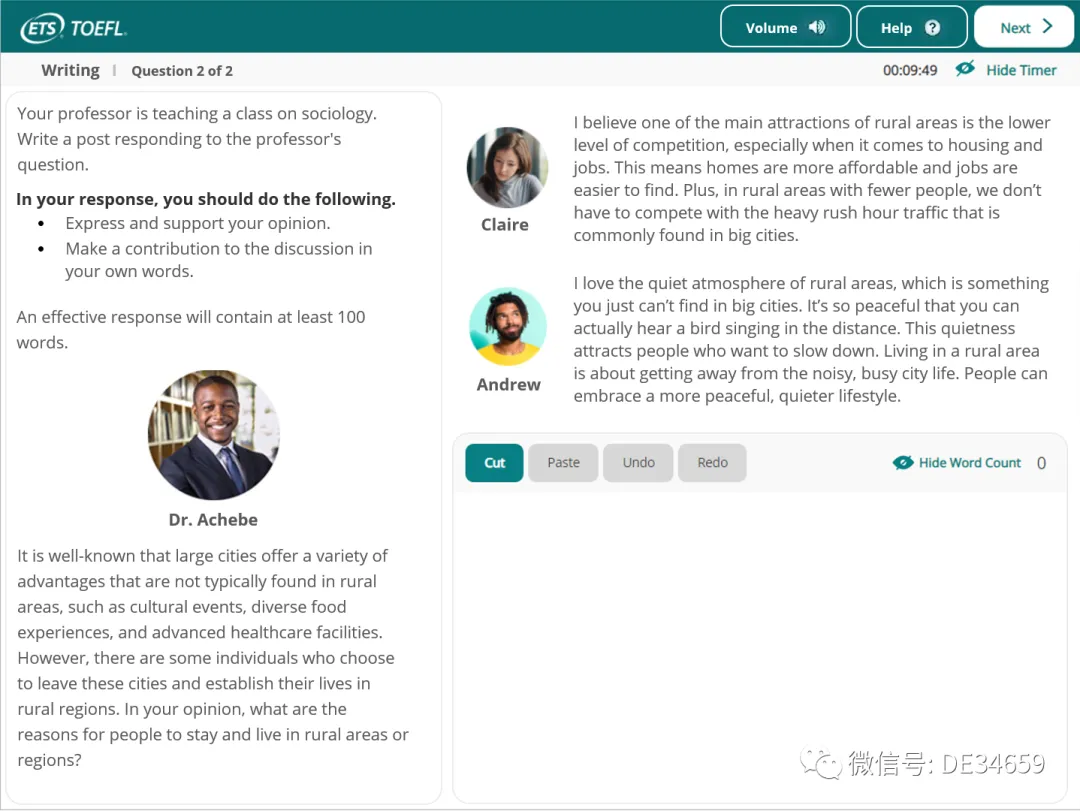 ETS TOEFL.
Volume
Help ?
Next
Writing | Question 2 of 2
00:09:49 Hide Timer
Your professor is teaching a class on sociology.
Write a post responding to the professor's
question.
In your response, you should do the following.
• Express and support your opinion.
• Make a contribution to the discussion in
your own words.
An effective response will contain at least 100
words.
Dr. Achebe
It is well-known that large cities offer a variety of
advantages that are not typically found in rural
areas, such as cultural events, diverse food
experiences, and advanced healthcare facilities.
However, there are some individuals who choose
to leave these cities and establish their lives in
rural regions. In your opinion, what are the
reasons for people to stay and live in rural areas or
regions?
Claire
I believe one of the main attractions of rural areas is the lower
level of competition, especially when it comes to housing and
jobs. This means homes are more affordable and jobs are
easier to find. Plus, in rural areas with fewer people, we don’t
have to compete with the heavy rush hour traffic that is
commonly found in big cities.
Andrew
I love the quiet atmosphere of rural areas, which is something
you just can’t find in big cities. It’s so peaceful that you can
actually hear a bird singing in the distance. This quietness
attracts people who want to slow down. Living in a rural area
is about getting away from the noisy, busy city life. People can
embrace a more peaceful, quieter lifestyle.
Cut
Paste
Undo
Redo
Hide Word Count 0
微信号: DE34659